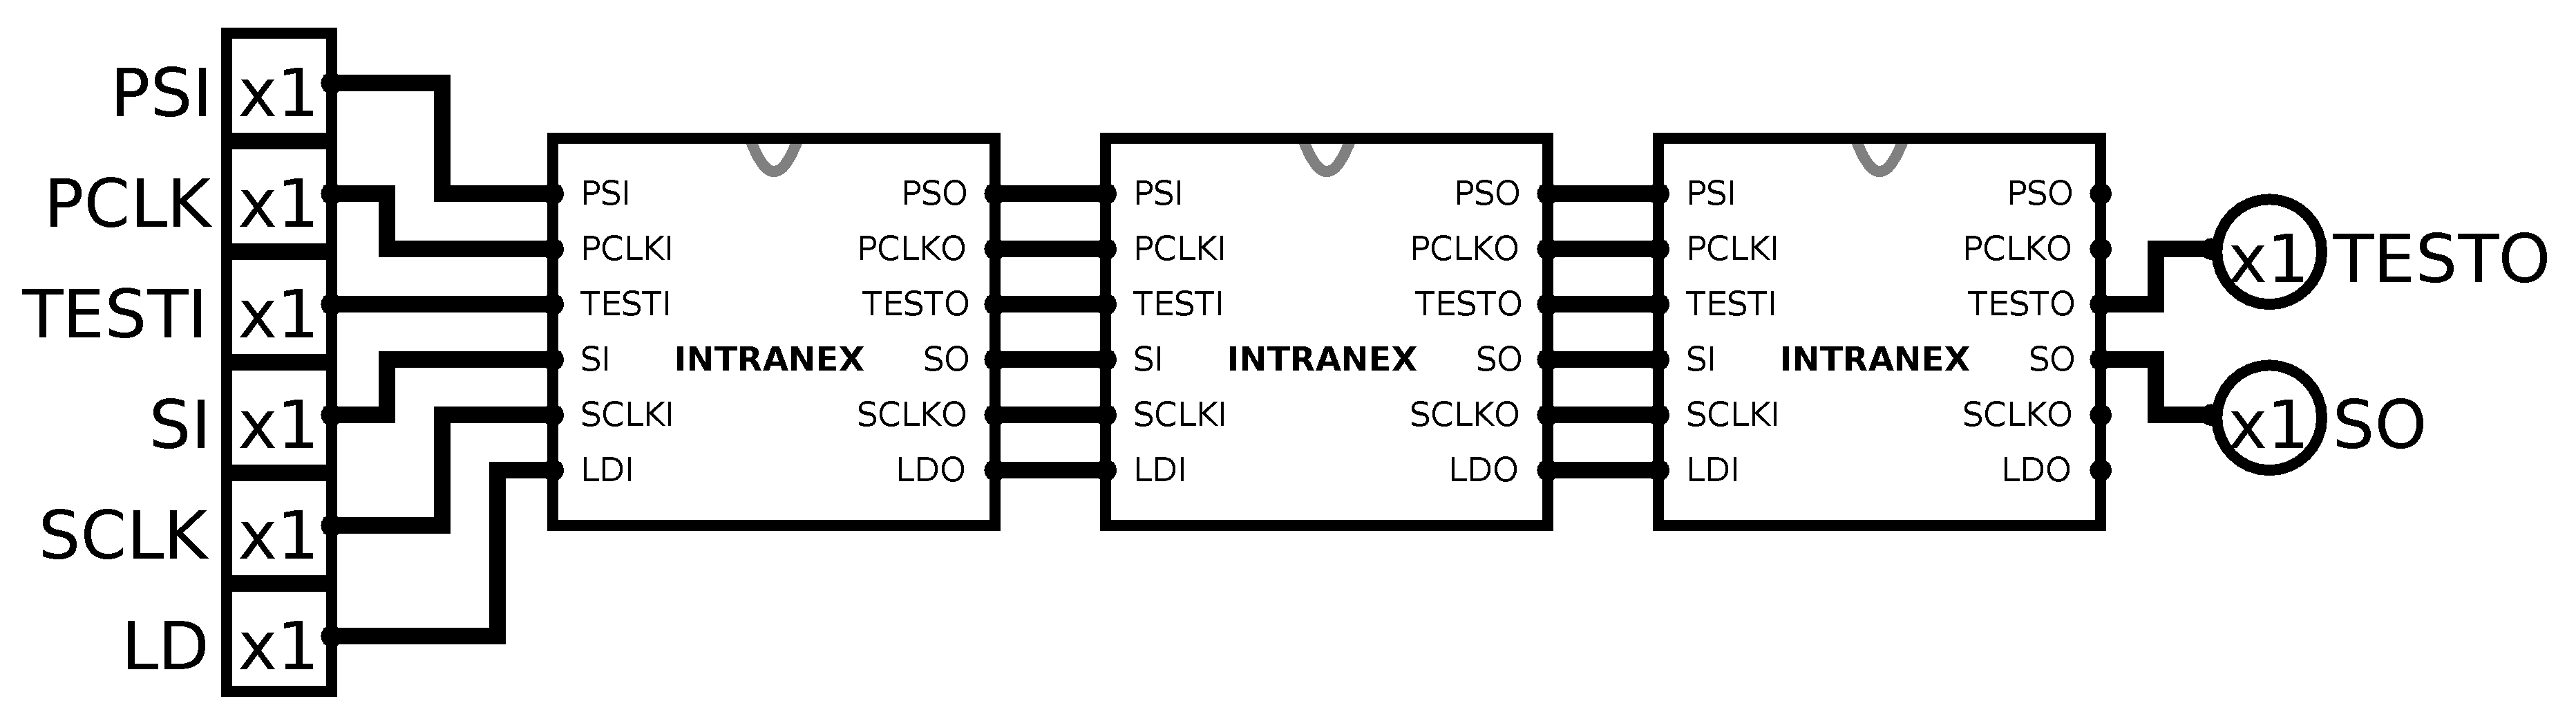 PSI x1
PCLK x1
TESTI x1
SI x1
SCLK x1
LD x1
PSI PSO
PCLKI PCLKO
TESTI TESTO
SI INTRANEX SO
SCLKI SCLKO
LDI LDO
PSI PSO
PCLKI PCLKO
TESTI TESTO
SI INTRANEX SO
SCLKI SCLKO
LDI LDO
PSI PSO
PCLKI PCLKO
TESTI TESTO
SI INTRANEX SO
SCLKI SCLKO
LDI LDO
x1 TESTO
x1 SO